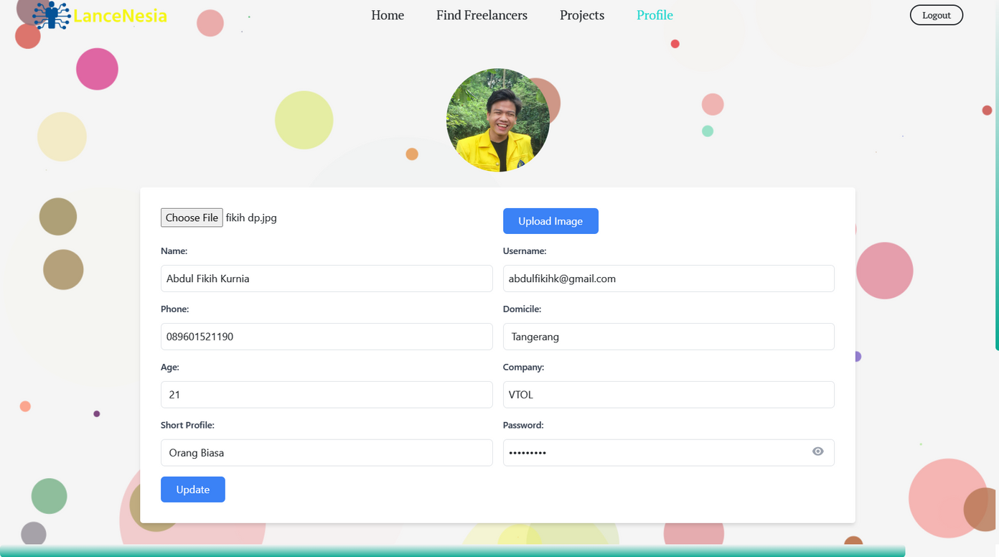 LanceNesia
Home Find Freelancers Projects Profile
Logout
Choose File fikih dp.jpg
Upload Image
Name:
Username:
Abdul Fikih Kurnia
abdulfikihk@gmail.com
Phone:
Domicile:
089601521190
Tangerang
Age:
Company:
21
VTOL
Short Profile:
Password:
Orang Biasa
•••••••••
Update